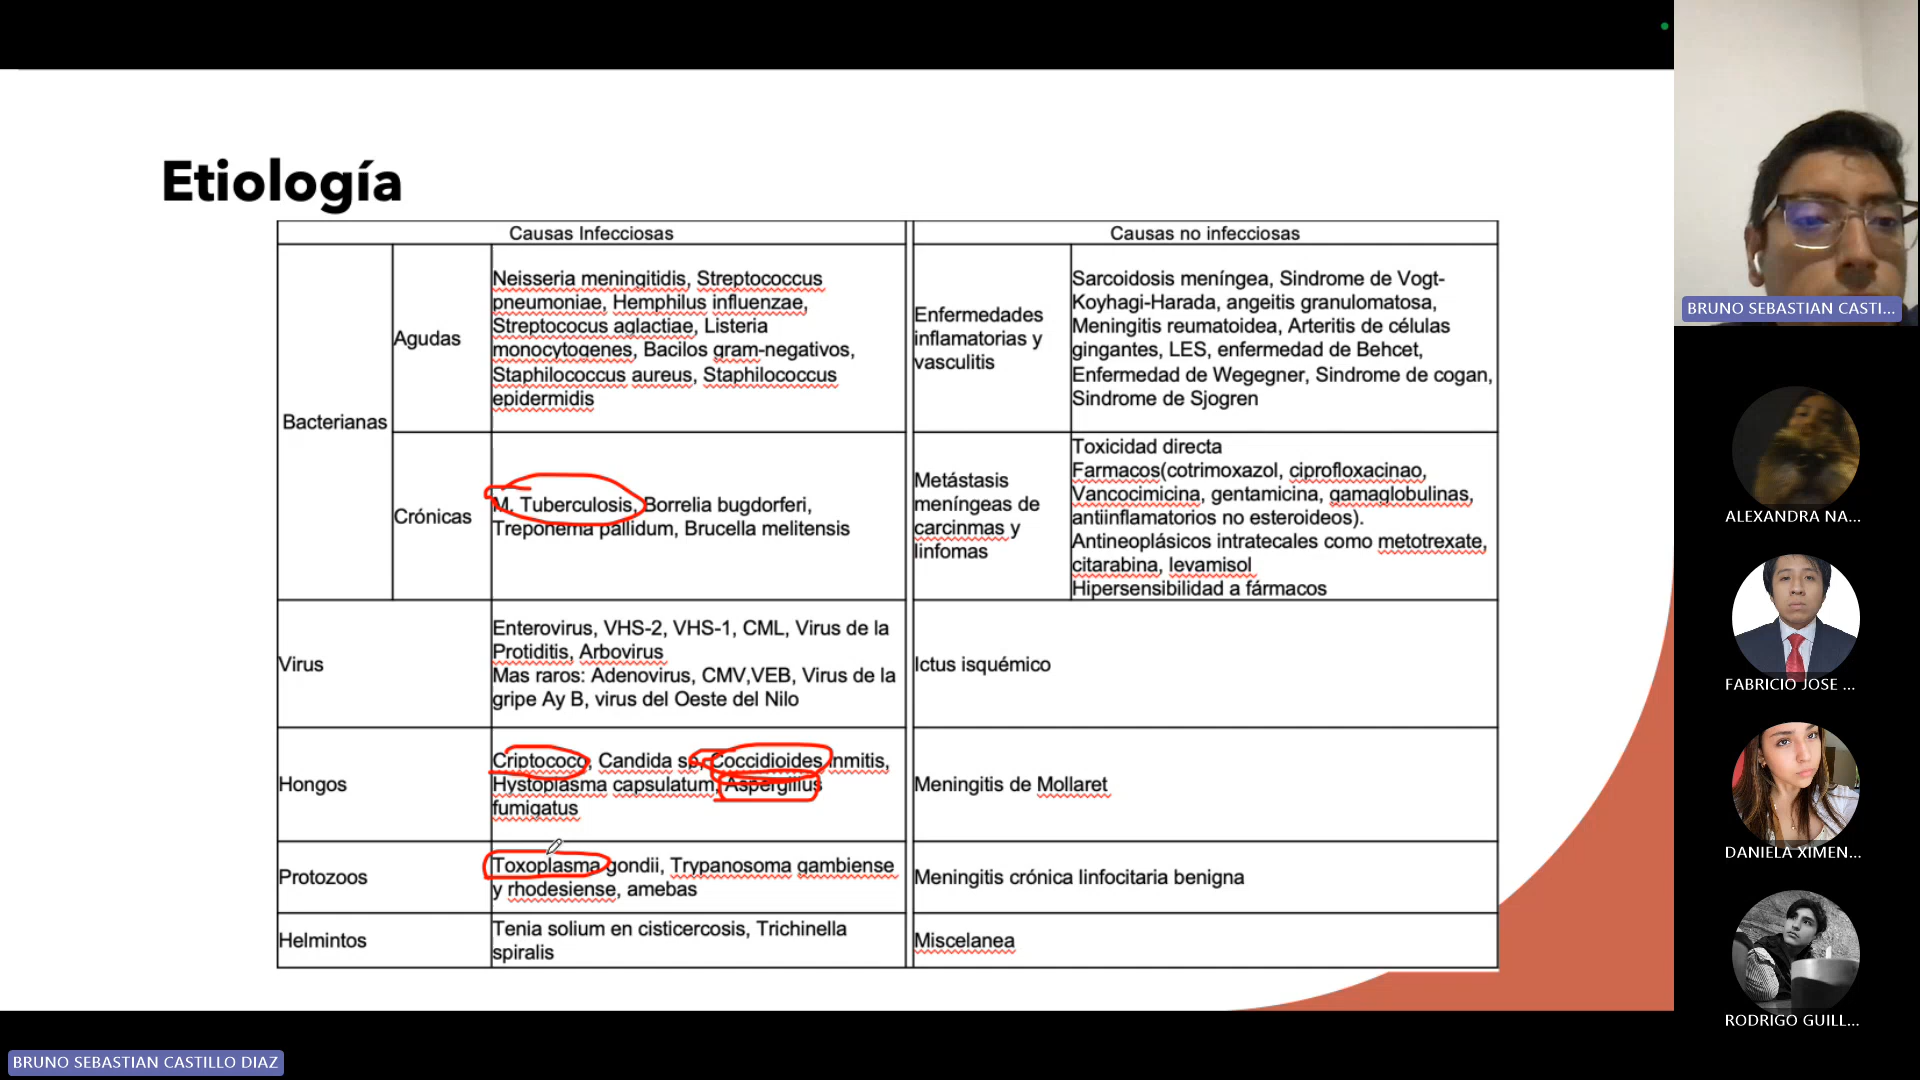 Etiología
Causas Infecciosas
Causas no infecciosas
Bacterianas
Agudas
Neisseria meningitidis, Streptococcus
pneumoniae, Hemphilus influenzae,
Streptococus aglactiae, Listeria
monocytogenes, Bacilos gram-negativos,
Staphilococcus aureus, Staphilococcus
epidermidis
Enfermedades
inflamatorias y
vasculitis
Sarcoidosis meníngea, Sindrome de Vogt-
Koyhagi-Harada, angeitis granulomatosa,
Meningitis reumatoidea, Arteritis de células
gingantes, LES, enfermedad de Behcet,
Enfermedad de Wegegner, Sindrome de cogan,
Sindrome de Sjogren
Crónicas
M. Tuberculosis, Borrelia bugdorferi,
Treponema pallidum, Brucella melitensis
Metástasis
meníngeas de
carcinmas y
linfomas
Toxicidad directa
Farmacos(cotrimoxazol, ciprofloxacinao,
Vancocimicina, gentamicina, gamaglobulinas,
antiinflamatorios no esteroideos).
Antineoplásicos intratecales como metotrexate,
citarabina, levamisol
Hipersensibilidad a fármacos
Virus
Enterovirus, VHS-2, VHS-1, CML, Virus de la
Protiditis, Arbovirus
Mas raros: Adenovirus, CMV,VEB, Virus de la
gripe Ay B, virus del Oeste del Nilo
Ictus isquémico
Hongos
Criptococo, Candida sp, Coccidioides inmitis,
Hystoplasma capsulatum, Aspergillus
fumigatus
Meningitis de Mollaret
Protozoos
Toxoplasma gondii, Trypanosoma gambiense
y rhodesiense, amebas
Meningitis crónica linfocitaria benigna
Helmintos
Tenia solium en cisticercosis, Trichinella
spiralis
Miscelanea
BRUNO SEBASTIAN CASTI...
ALEXANDRA NA...
FABRICIO JOSE ...
DANIELA XIMEN...
RODRIGO GUILL...
BRUNO SEBASTIAN CASTILLO DIAZ